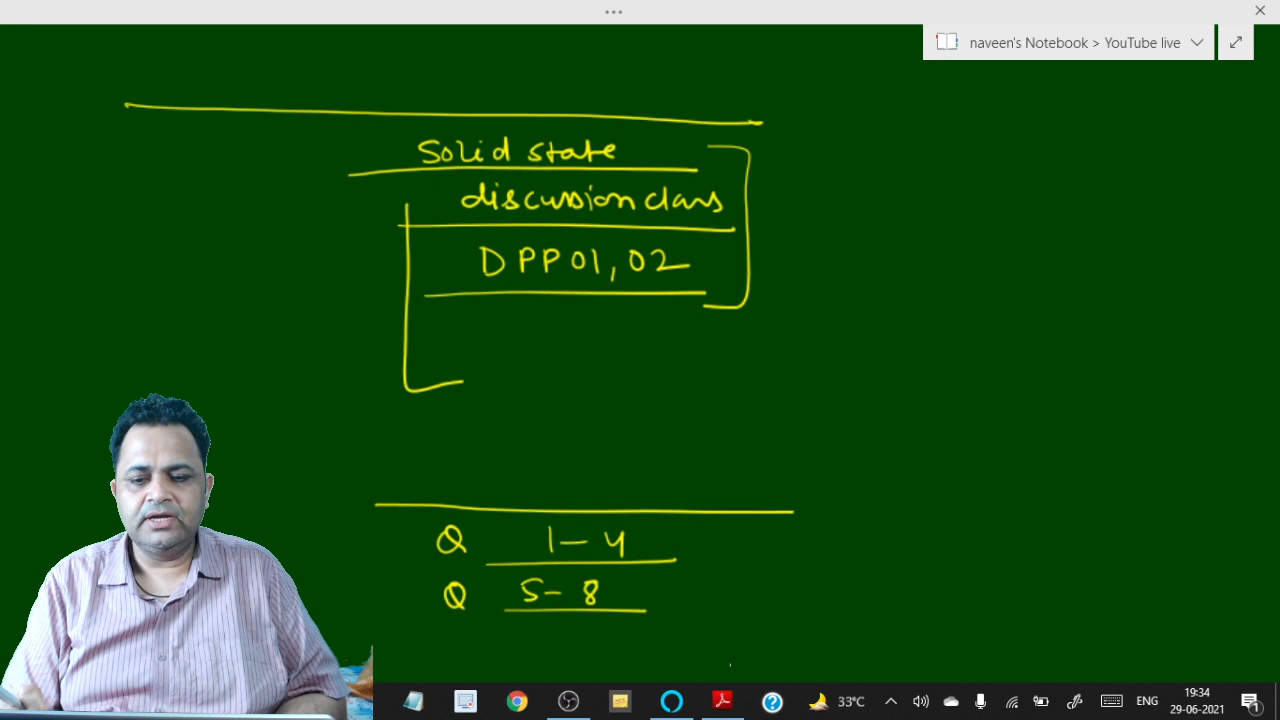 naveen's Notebook > YouTube live
Solid state
discussion class
DPP 01, 02
Q 1-4
Q 5-8
33°C
ENG
19:34
29-06-2021
1